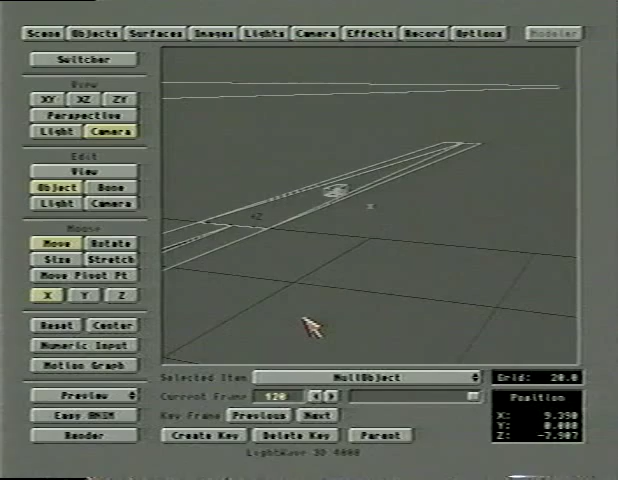 Scene Objects Surfaces Images Lights Camera Effects Record Options Modeler
Switcher
View
XY XZ ZY
Perspective
Light Camera
Edit
View
Object Bone
Light Camera
Mouse
Move Rotate
Size Stretch
Move Pivot Pt
X Y Z
Reset Center
Numeric Input
Motion Graph
Preview
Easy ANIM
Render
+Z
X
Selected Item NullObject
Current Frame 120
Key Frame Previous Next
Create Key Delete Key Parent
LightWave 3D
Grid: 20.0
Position
X: 9.390
Y: 0.000
Z: -7.907